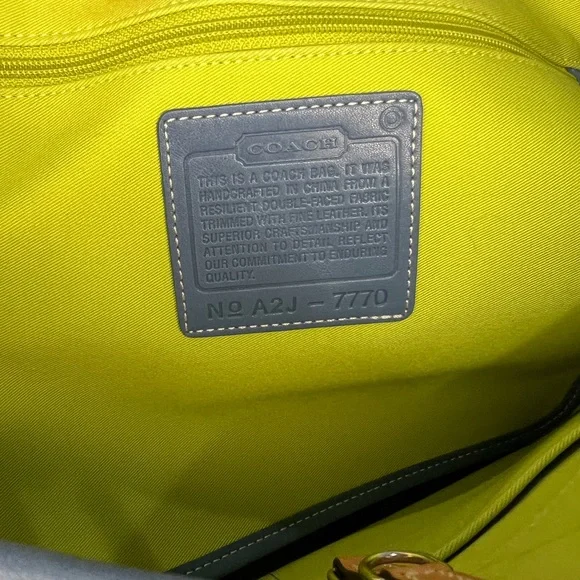 COACH
THIS IS A COACH BAG. IT WAS
HANDCRAFTED IN CHINA FROM A
RESILIENT DOUBLE-FACED FABRIC
TRIMMED WITH FINE LEATHER. ITS
SUPERIOR CRAFTSMANSHIP AND
ATTENTION TO DETAIL REFLECT
OUR COMMITMENT TO ENDURING
QUALITY.
Nº A2J - 7770